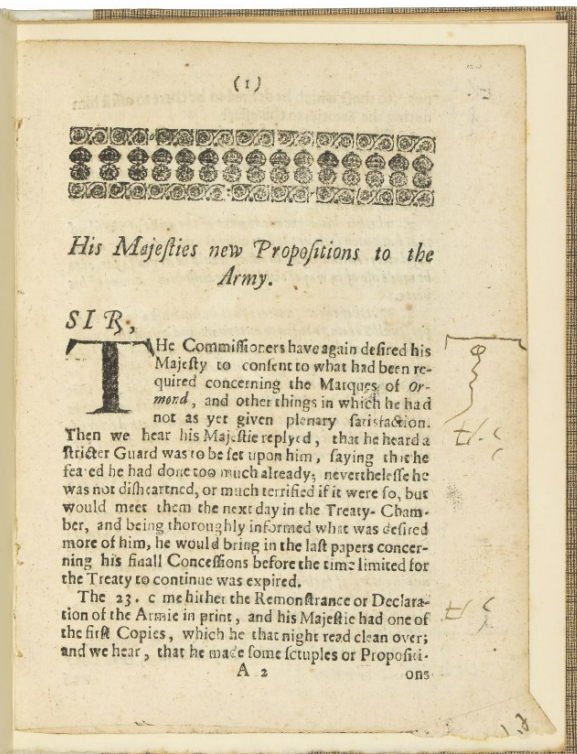 (1)
His Majeſties new Propoſitions to the
Army.
SIR,
THe Commiſſioners have again deſired his
Majeſty to conſent to what had been re-
quired concerning the Marques of Or-
mond, and other things in which he had
not as yet given plenary ſatisfaction.
Then we hear his Majeſtie replyed, that he heard a
ſtricter Guard was to be ſet upon him, ſaying that he
feared he had done too much already; nevertheleſſe he
was not diſheartned, or much terrified if it were ſo, but
would meet them the next day in the Treaty-Cham-
ber, and being thoroughly informed what was deſired
more of him, he would bring in the laſt papers concer-
ning his finall Conceſſions before the time limited for
the Treaty to continue was expired.
The 23. c me hither the Remonſtrance or Declara-
tion of the Armie in print, and his Majeſtie had one of
the firſt Copies, which he that night read clean over;
and we hear, that he made ſome ſcruples or Propoſiti-
A 2 ons